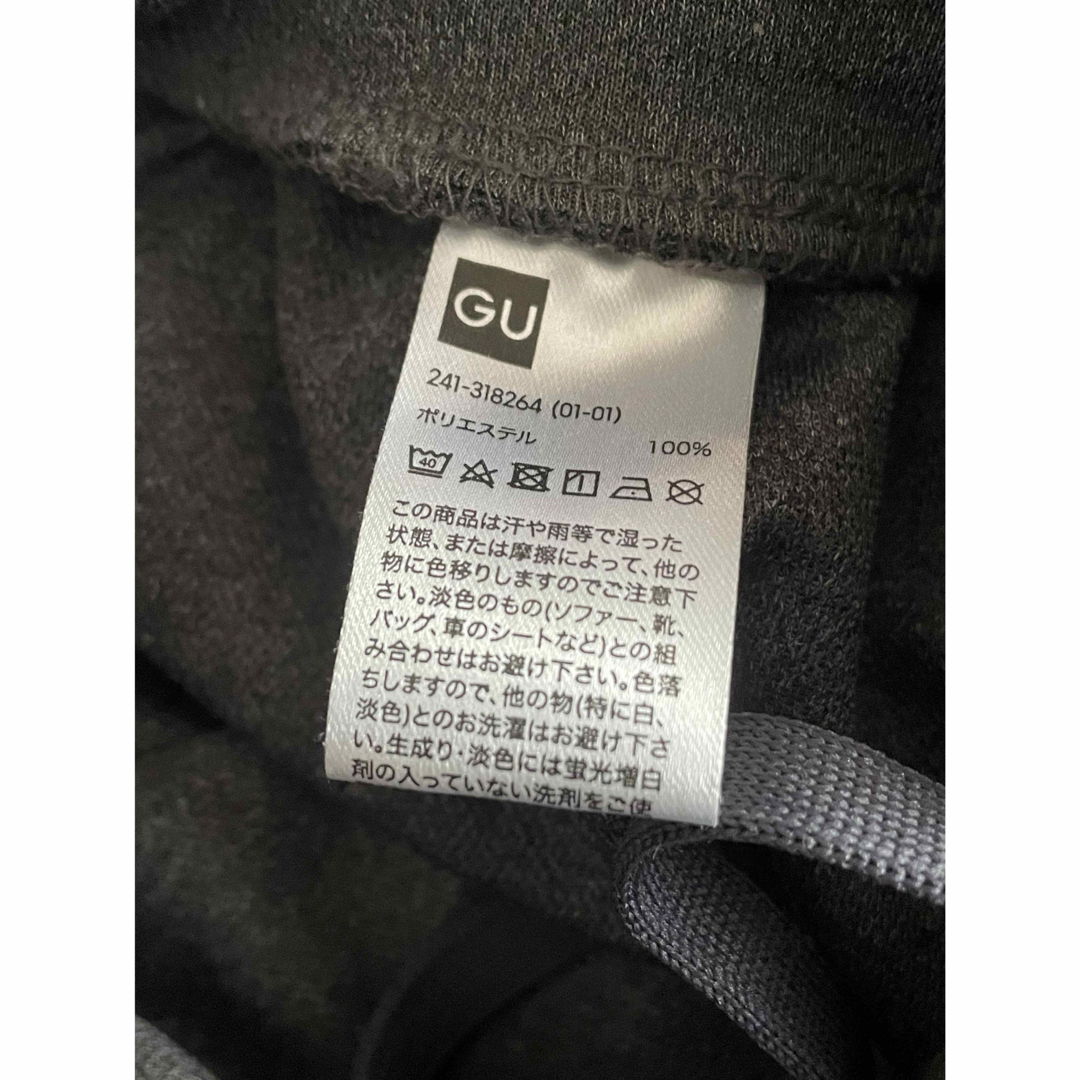 GU
241-318264 (01-01)
ポリエステル 100%
40
この商品は汗や雨等で湿った
状態、または摩擦によって、他の
物に色移りしますのでご注意下
さい。淡色のもの(ソファー、靴、
バッグ、車のシートなど)との組
み合わせはお避け下さい。色落
ちしますので、他の物(特に白、
淡色)とのお洗濯はお避け下さ
い。生成り・淡色には蛍光増白
剤の入っていない洗剤をご使